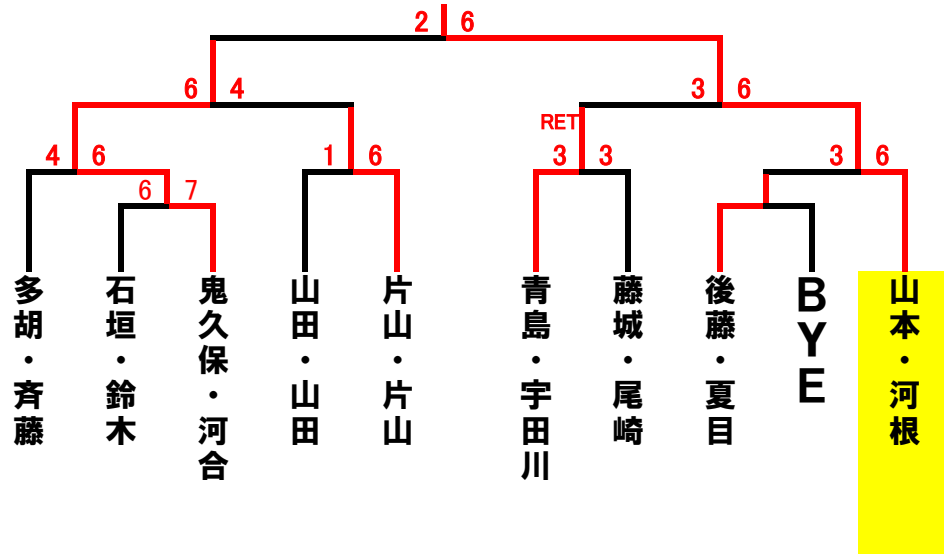 2 6
6 4
3 6
RET
4 6
1 6
3 3
3 6
6 7
多胡・斉藤
石垣・鈴木
鬼久保・河合
山田・山田
片山・片山
青島・宇田川
藤城・尾崎
後藤・夏目
BYE
山本・河根